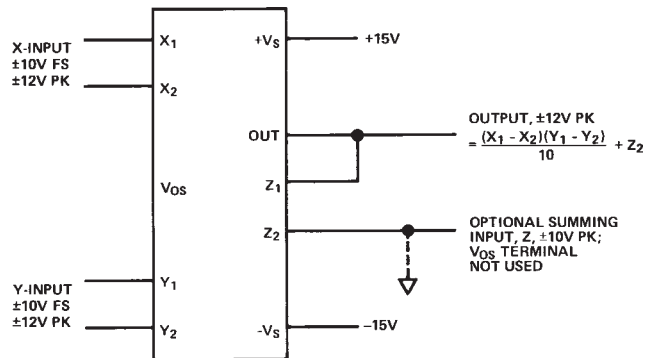 X-INPUT
±10V FS
±12V PK
X1
X2
+VS
+15V
OUT
OUTPUT, ±12V PK
= (X1 - X2)(Y1 - Y2) / 10 + Z2
Z1
VOS
Z2
OPTIONAL SUMMING
INPUT, Z, ±10V PK;
VOS TERMINAL
NOT USED
Y-INPUT
±10V FS
±12V PK
Y1
Y2
-VS
-15V